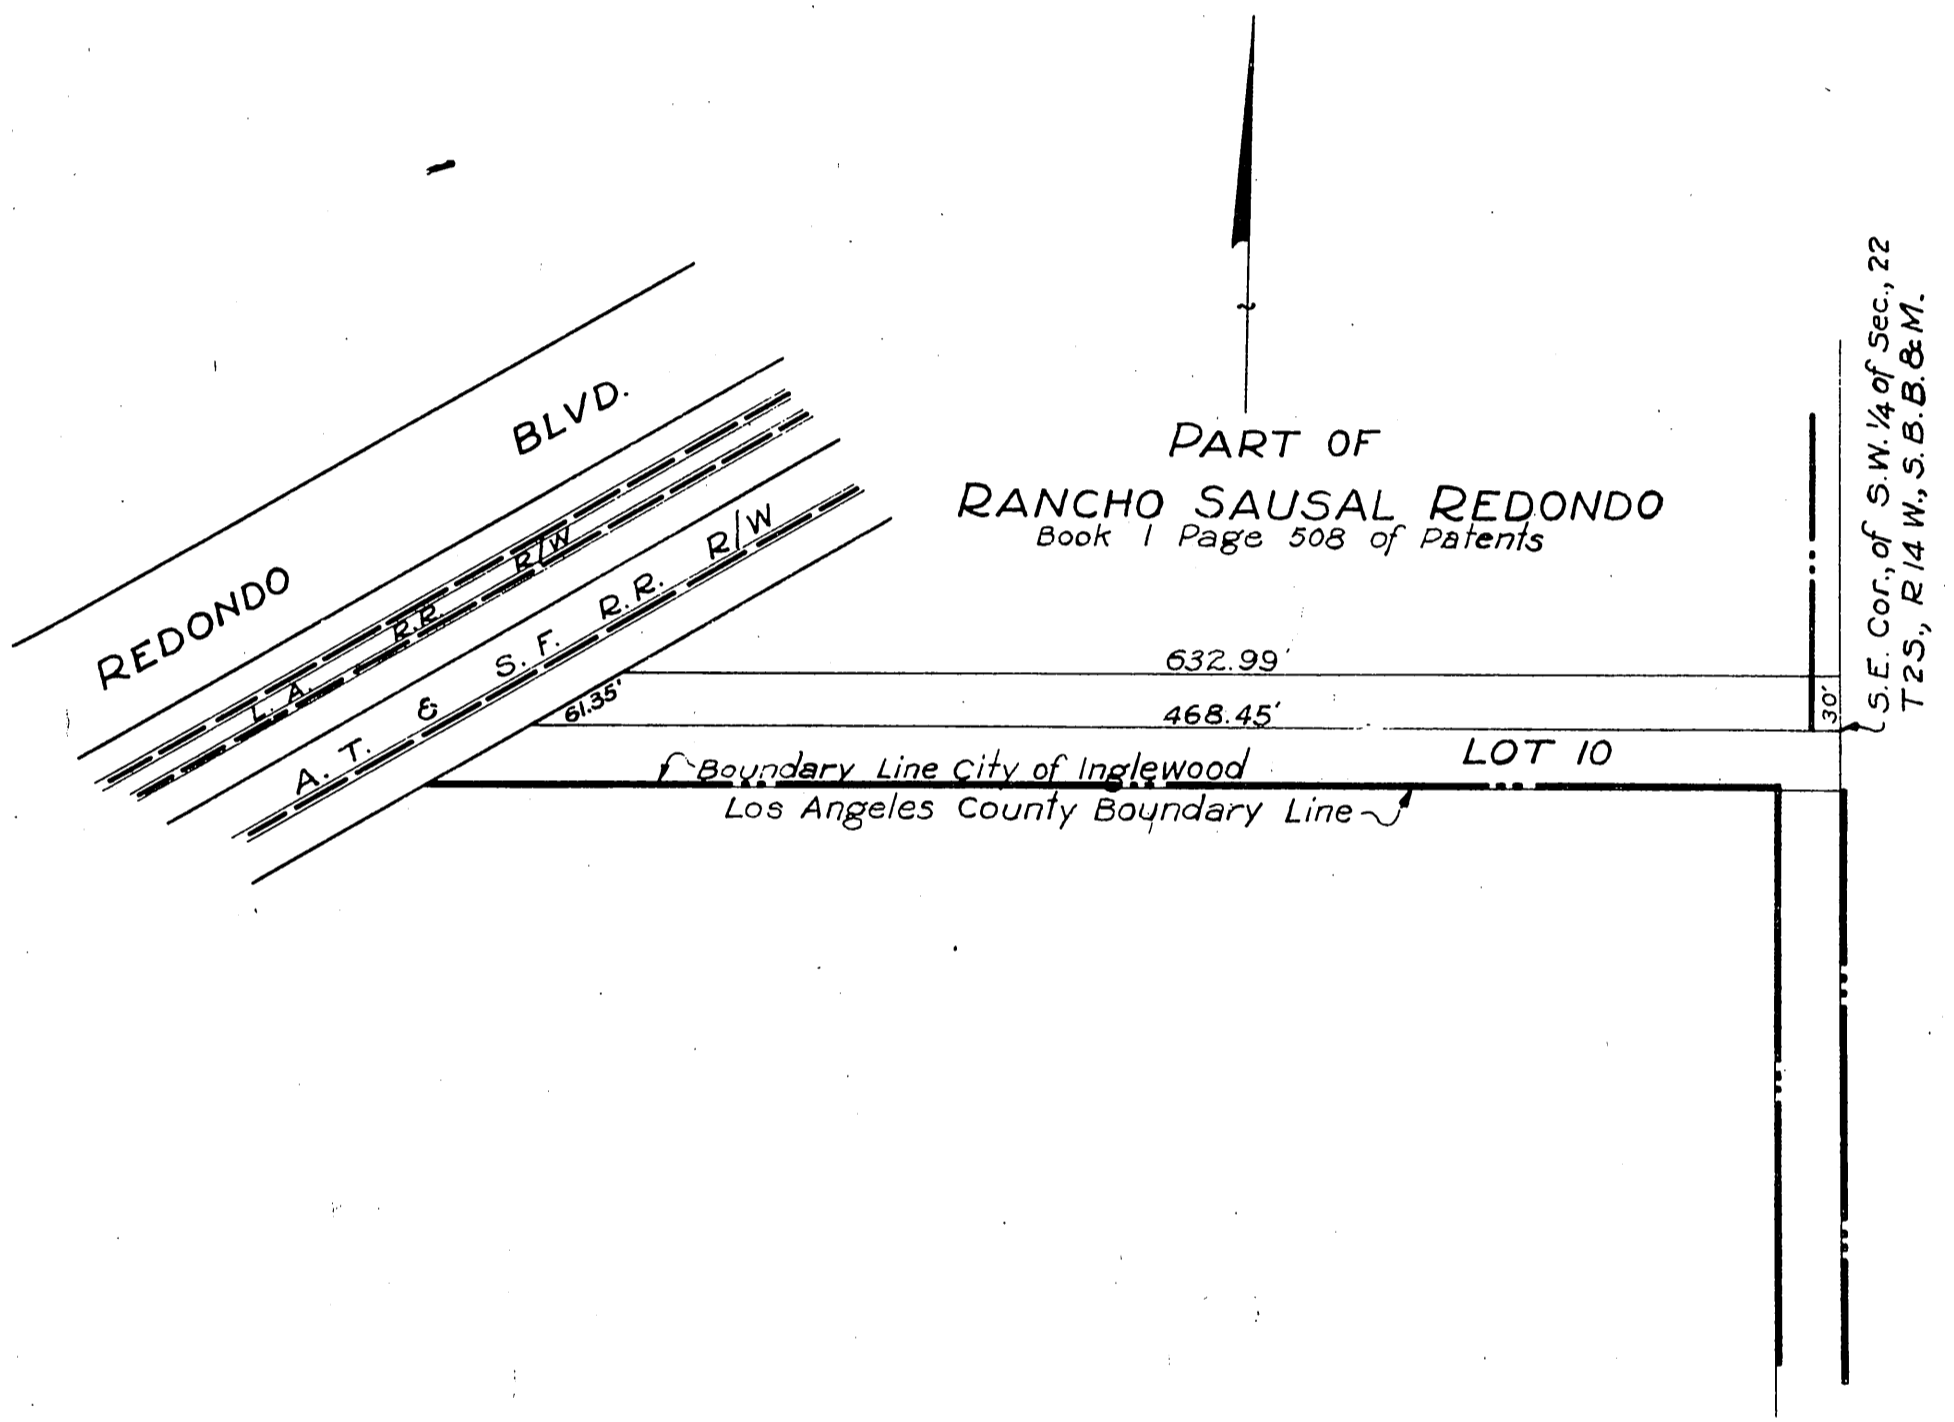 REDONDO BLVD.
L. A. R.R. R/W
A. T. & S. F. R.R. R/W
PART OF
RANCHO SAUSAL REDONDO
Book 1 Page 508 of Patents
632.99'
61.35'
468.45'
30'
S.E. Cor., of S.W. 1/4 of Sec., 22
T2S., R14W., S.B.B.&M.
LOT 10
Boundary Line City of Inglewood
Los Angeles County Boundary Line